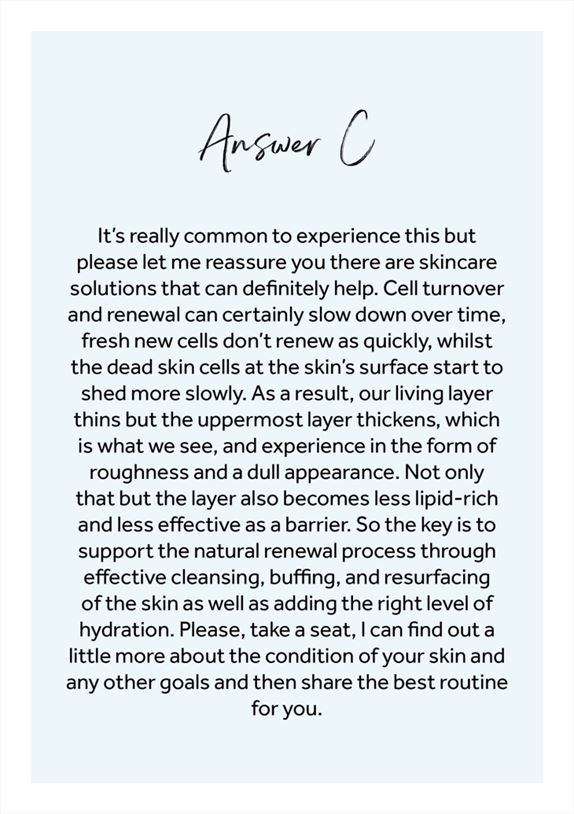 Answer C
It's really common to experience this but
please let me reassure you there are skincare
solutions that can definitely help. Cell turnover
and renewal can certainly slow down over time,
fresh new cells don't renew as quickly, whilst
the dead skin cells at the skin's surface start to
shed more slowly. As a result, our living layer
thins but the uppermost layer thickens, which
is what we see, and experience in the form of
roughness and a dull appearance. Not only
that but the layer also becomes less lipid-rich
and less effective as a barrier. So the key is to
support the natural renewal process through
effective cleansing, buffing, and resurfacing
of the skin as well as adding the right level of
hydration. Please, take a seat, I can find out a
little more about the condition of your skin and
any other goals and then share the best routine
for you.